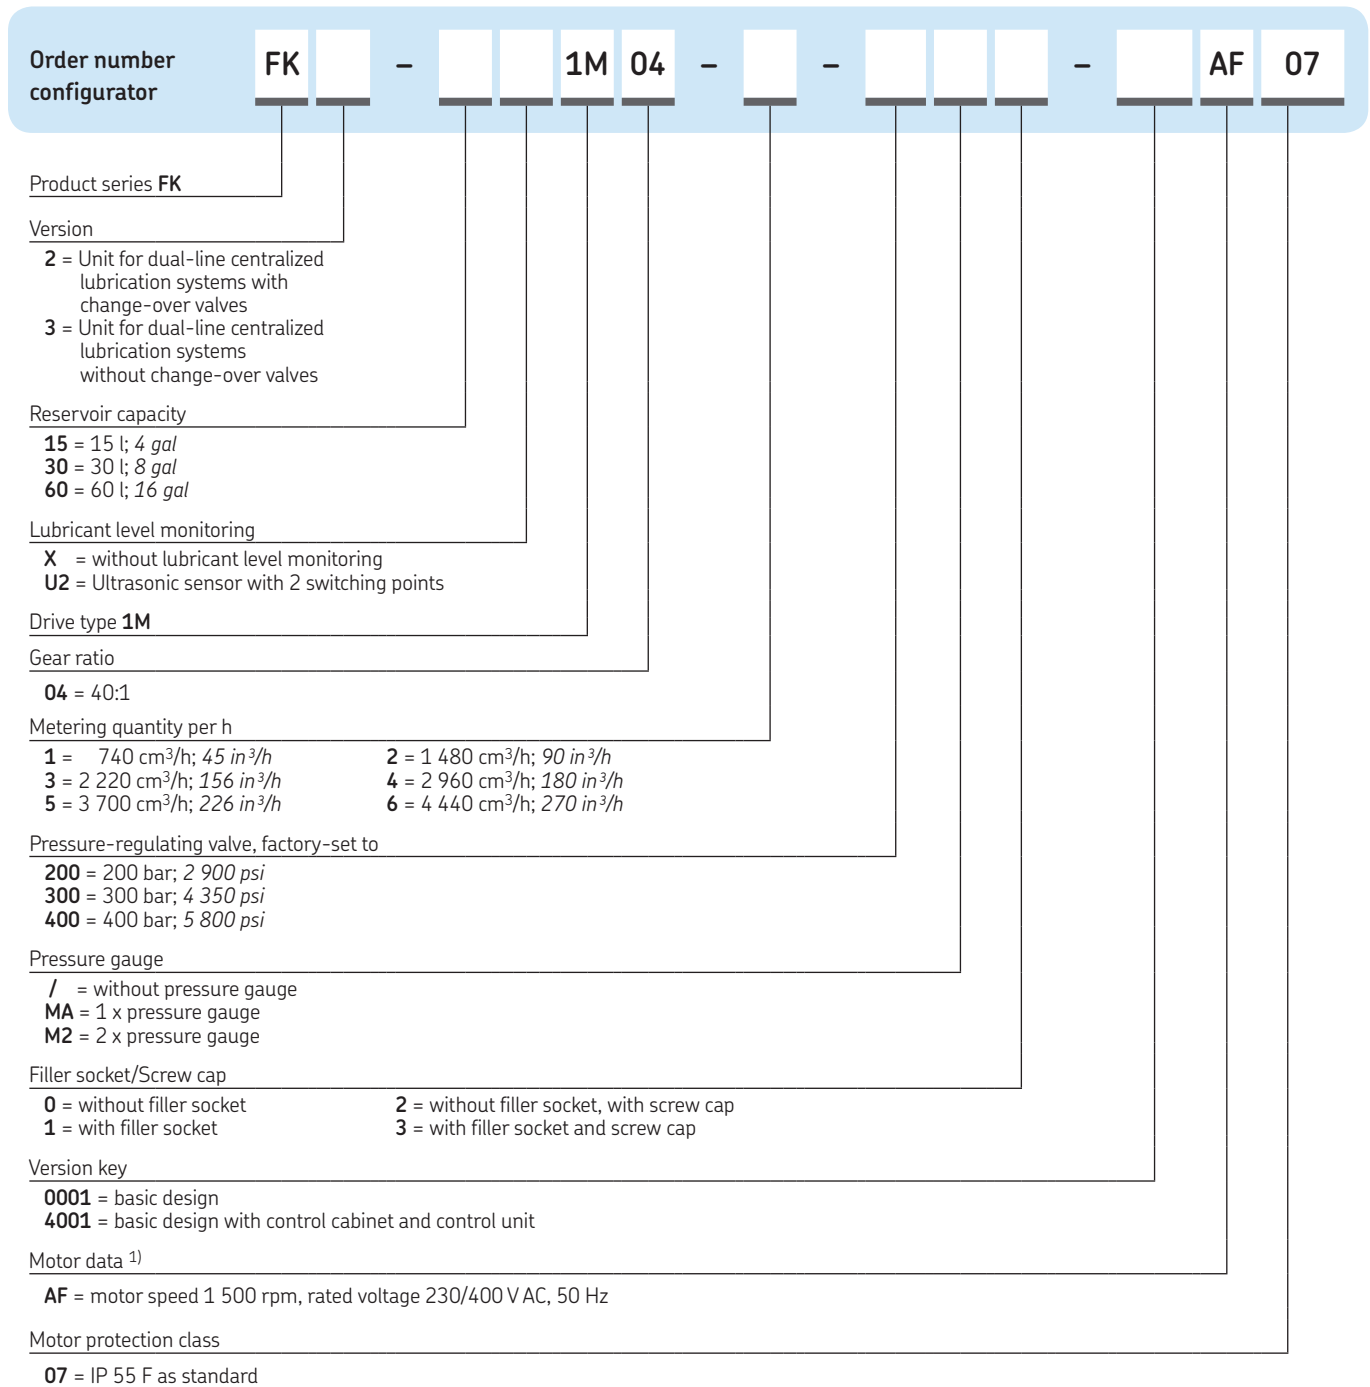 Order number
configurator
FK – 1M 04 – – – AF 07
Product series FK
Version
2 = Unit for dual-line centralized
lubrication systems with
change-over valves
3 = Unit for dual-line centralized
lubrication systems
without change-over valves
Reservoir capacity
15 = 15 l; 4 gal
30 = 30 l; 8 gal
60 = 60 l; 16 gal
Lubricant level monitoring
X = without lubricant level monitoring
U2 = Ultrasonic sensor with 2 switching points
Drive type 1M
Gear ratio
04 = 40:1
Metering quantity per h
1 = 740 cm³/h; 45 in³/h 2 = 1 480 cm³/h; 90 in³/h
3 = 2 220 cm³/h; 156 in³/h 4 = 2 960 cm³/h; 180 in³/h
5 = 3 700 cm³/h; 226 in³/h 6 = 4 440 cm³/h; 270 in³/h
Pressure-regulating valve, factory-set to
200 = 200 bar; 2 900 psi
300 = 300 bar; 4 350 psi
400 = 400 bar; 5 800 psi
Pressure gauge
/ = without pressure gauge
MA = 1 x pressure gauge
M2 = 2 x pressure gauge
Filler socket/Screw cap
0 = without filler socket 2 = without filler socket, with screw cap
1 = with filler socket 3 = with filler socket and screw cap
Version key
0001 = basic design
4001 = basic design with control cabinet and control unit
Motor data 1)
AF = motor speed 1 500 rpm, rated voltage 230/400 V AC, 50 Hz
Motor protection class
07 = IP 55 F as standard